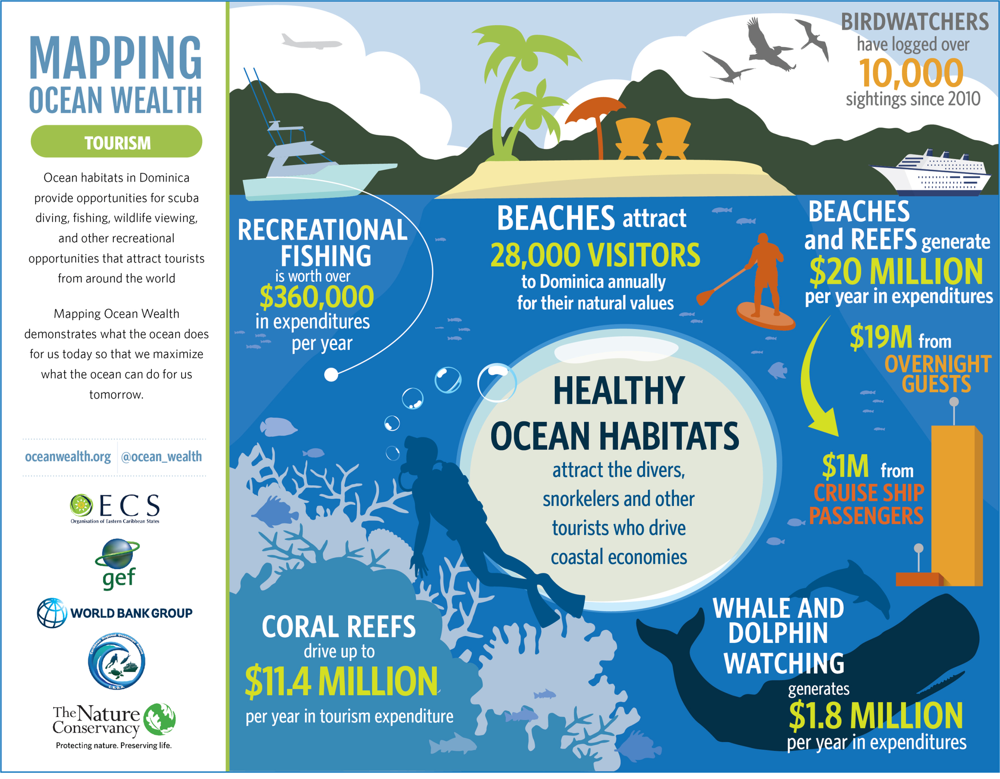 MAPPING
OCEAN WEALTH
TOURISM
Ocean habitats in Dominica
provide opportunities for scuba
diving, fishing, wildlife viewing,
and other recreational
opportunities that attract tourists
from around the world
Mapping Ocean Wealth
demonstrates what the ocean does
for us today so that we maximize
what the ocean can do for us
tomorrow.
oceanwealth.org
@ocean_wealth
OECS
Organisation of Eastern Caribbean States
gef
WORLD BANK GROUP
Caribbean Regional Oceanscape Project
C.R.O.P.
The Nature
Conservancy
Protecting nature. Preserving life.
BIRDWATCHERS
have logged over
10,000
sightings since 2010
RECREATIONAL
FISHING
is worth over
$360,000
in expenditures
per year
BEACHES attract
28,000 VISITORS
to Dominica annually
for their natural values
BEACHES
and REEFS generate
$20 MILLION
per year in expenditures
$19M from
OVERNIGHT
GUESTS
$1M from
CRUISE SHIP
PASSENGERS
HEALTHY
OCEAN HABITATS
attract the divers,
snorkelers and other
tourists who drive
coastal economies
CORAL REEFS
drive up to
$11.4 MILLION
per year in tourism expenditure
WHALE AND
DOLPHIN
WATCHING
generates
$1.8 MILLION
per year in expenditures